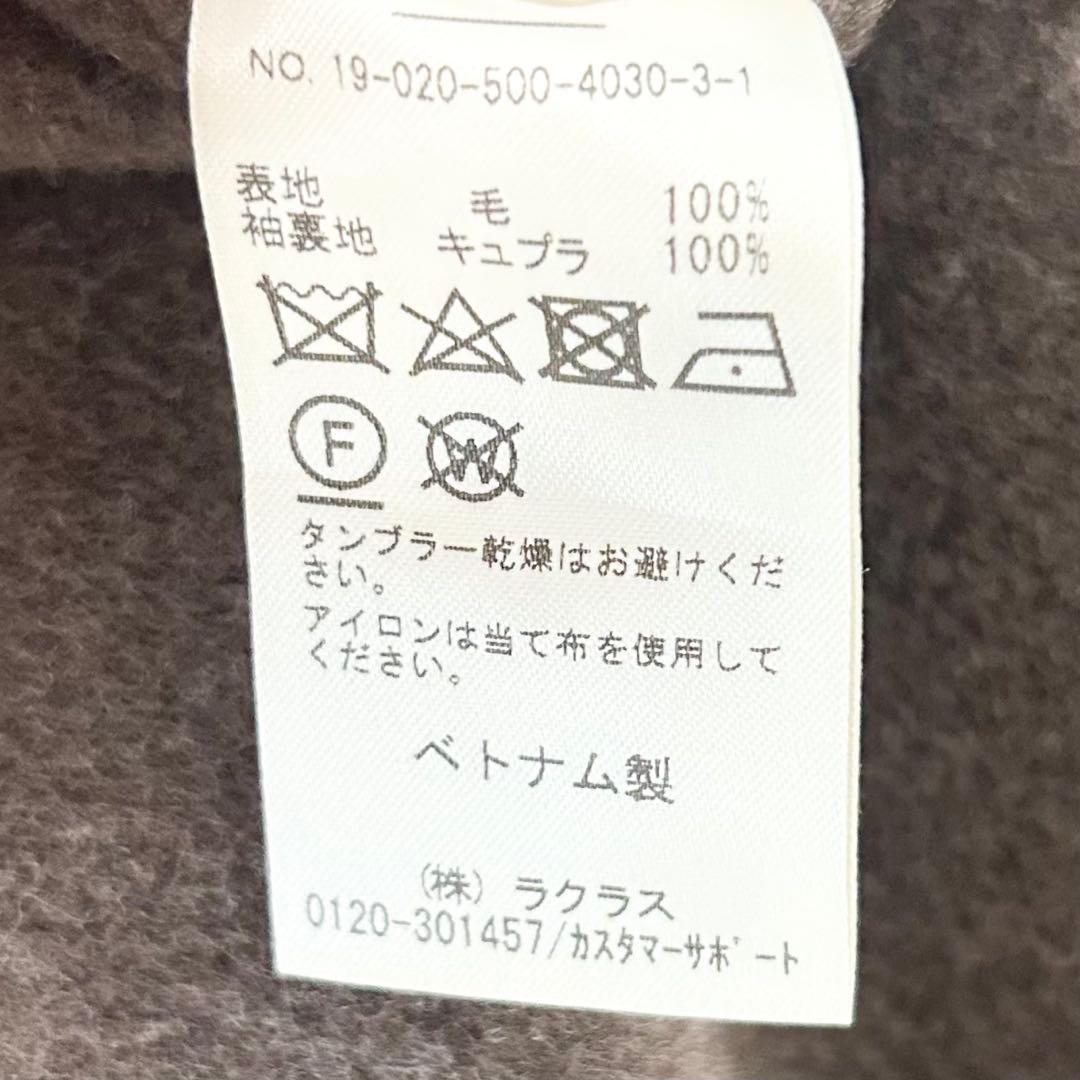 NO. 19-020-500-4030-3-1
表地 毛 100%
袖裏地 キュプラ 100%
F W
タンブラー乾燥はお避けくだ
さい。
アイロンは当て布を使用して
ください。
ベトナム製
(株) ラクラス
0120-301457/カスタマーサポート